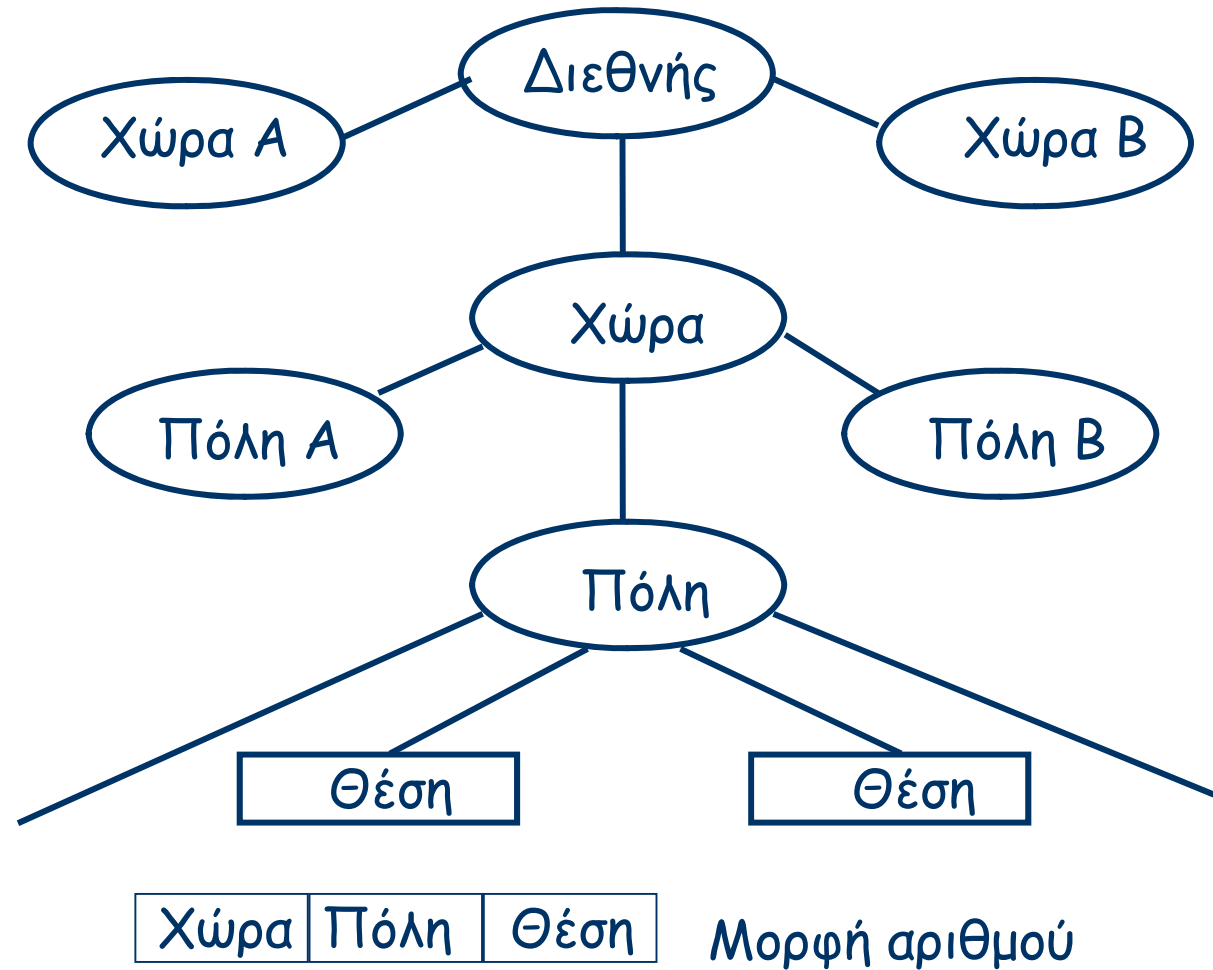 Διεθνής
Χώρα Α
Χώρα Β
Χώρα
Πόλη Α
Πόλη Β
Πόλη
Θέση
Θέση
Χώρα Πόλη Θέση
Μορφή αριθμού